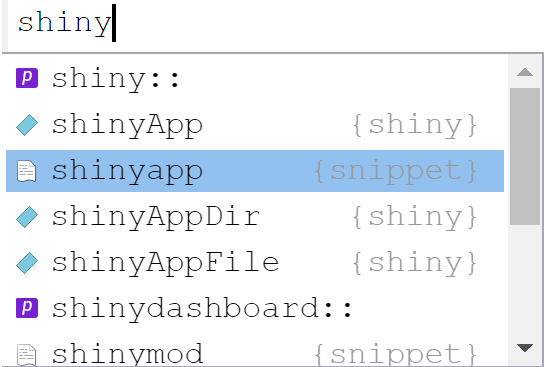 shiny
shiny::
shinyApp {shiny}
shinyapp {snippet}
shinyAppDir {shiny}
shinyAppFile {shiny}
shinydashboard::
shinymod {snippet}